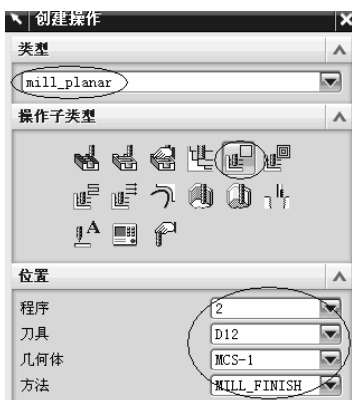 创建操作
类型
mill_planar
操作子类型
A
位置
程序 2
刀具 D12
几何体 MCS-1
方法 MILL_FINISH